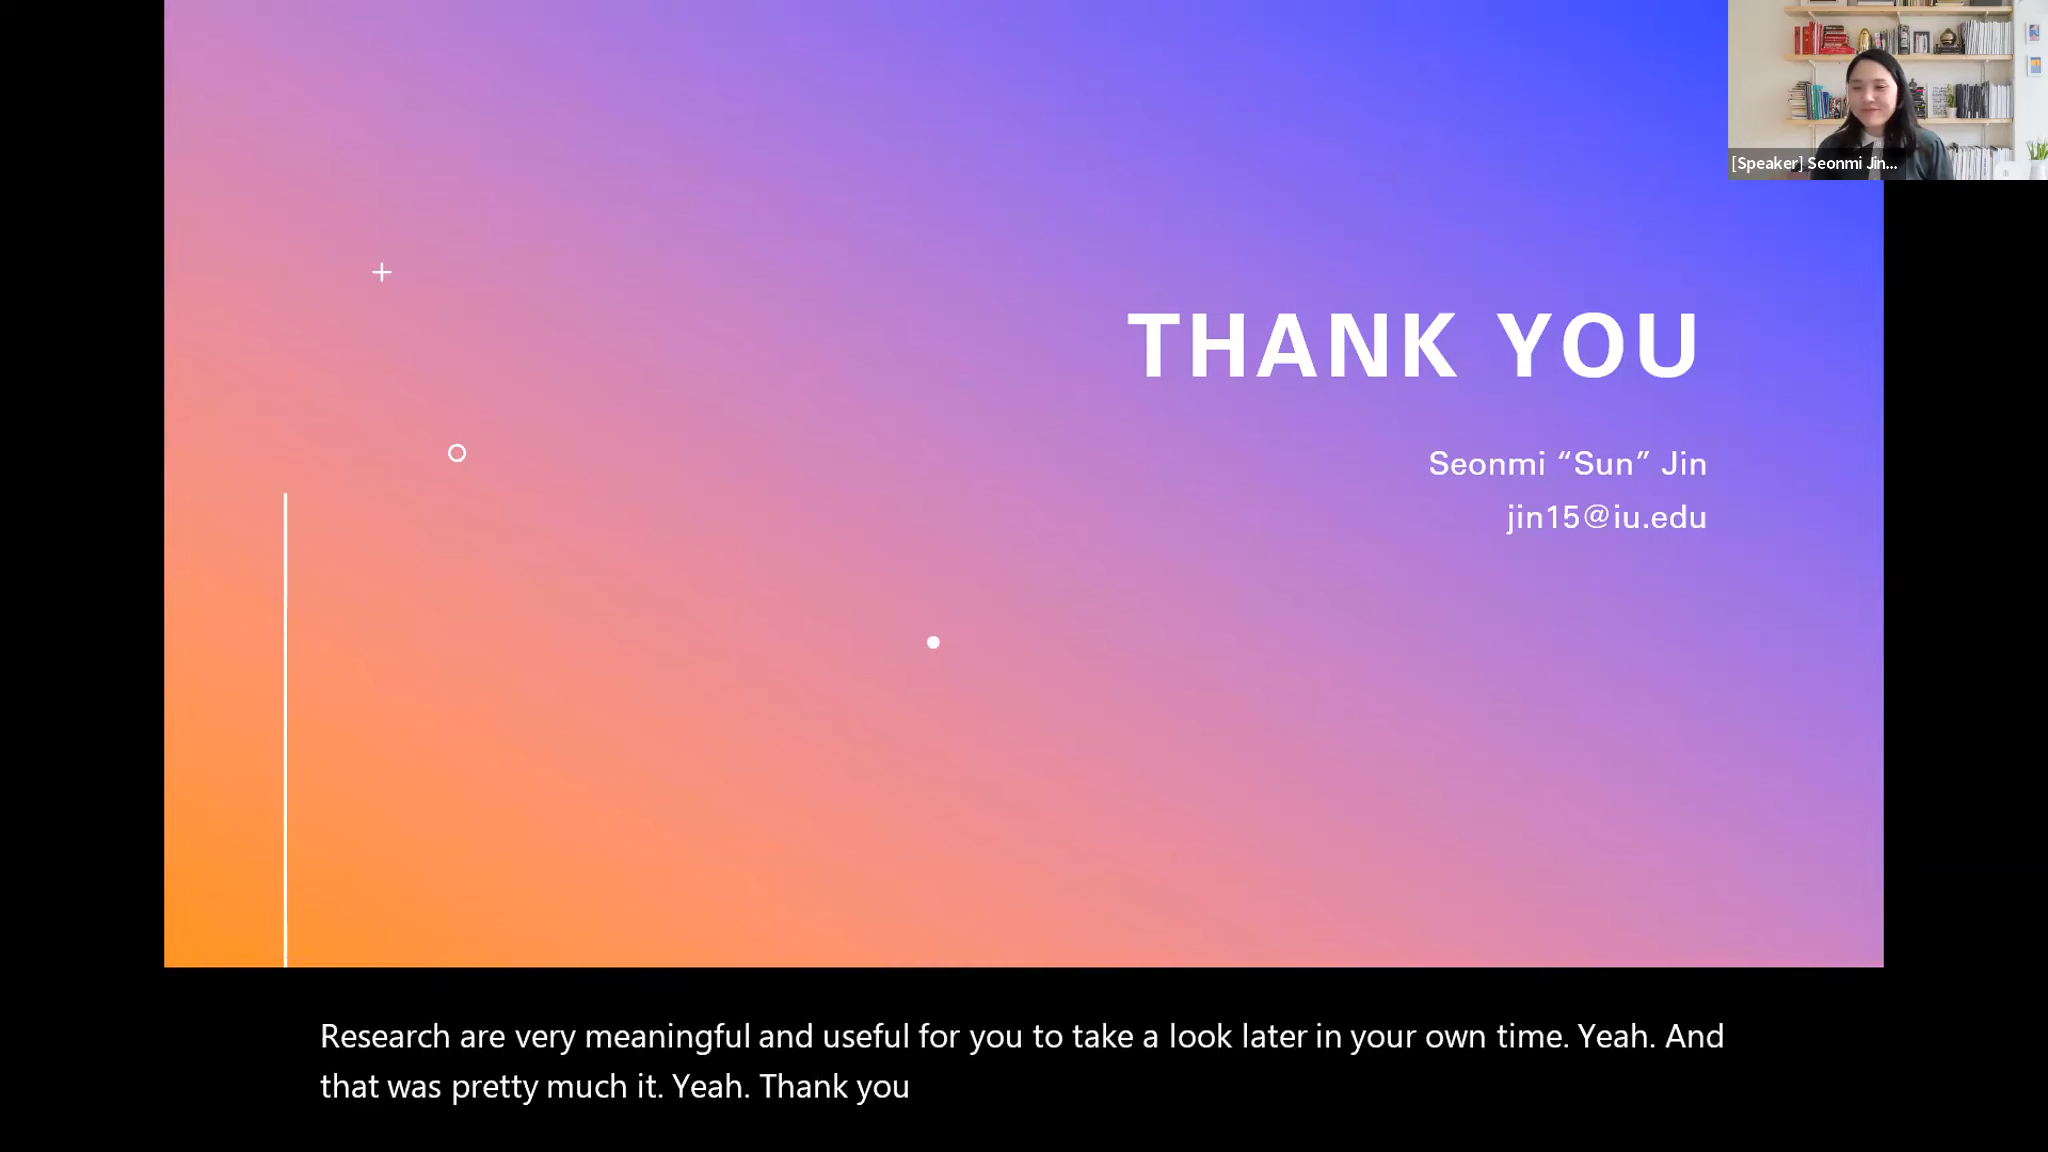 [Speaker] Seonmi Jin...
THANK YOU
Seonmi “Sun” Jin
jin15@iu.edu
Research are very meaningful and useful for you to take a look later in your own time. Yeah. And
that was pretty much it. Yeah. Thank you